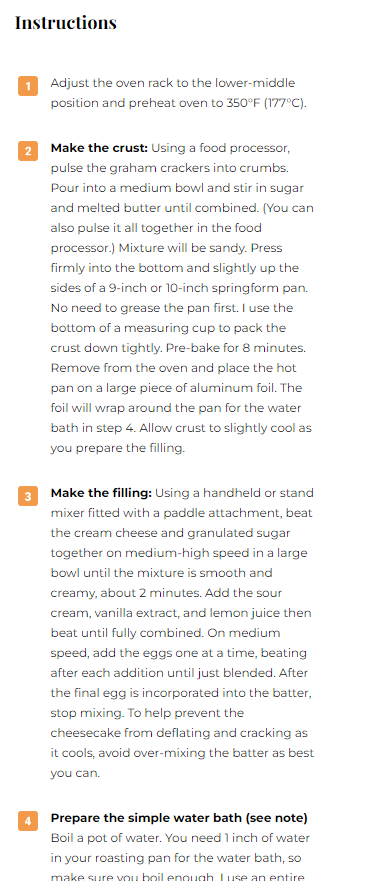 Instructions
1
Adjust the oven rack to the lower-middle
position and preheat oven to 350°F (177°C).
2
Make the crust: Using a food processor,
pulse the graham crackers into crumbs.
Pour into a medium bowl and stir in sugar
and melted butter until combined. (You can
also pulse it all together in the food
processor.) Mixture will be sandy. Press
firmly into the bottom and slightly up the
sides of a 9-inch or 10-inch springform pan.
No need to grease the pan first. I use the
bottom of a measuring cup to pack the
crust down tightly. Pre-bake for 8 minutes.
Remove from the oven and place the hot
pan on a large piece of aluminum foil. The
foil will wrap around the pan for the water
bath in step 4. Allow crust to slightly cool as
you prepare the filling.
3
Make the filling: Using a handheld or stand
mixer fitted with a paddle attachment, beat
the cream cheese and granulated sugar
together on medium-high speed in a large
bowl until the mixture is smooth and
creamy, about 2 minutes. Add the sour
cream, vanilla extract, and lemon juice then
beat until fully combined. On medium
speed, add the eggs one at a time, beating
after each addition until just blended. After
the final egg is incorporated into the batter,
stop mixing. To help prevent the
cheesecake from deflating and cracking as
it cools, avoid over-mixing the batter as best
you can.
4
Prepare the simple water bath (see note)
Boil a pot of water. You need 1 inch of water
in your roasting pan for the water bath, so
make sure you boil enough. I use an entire